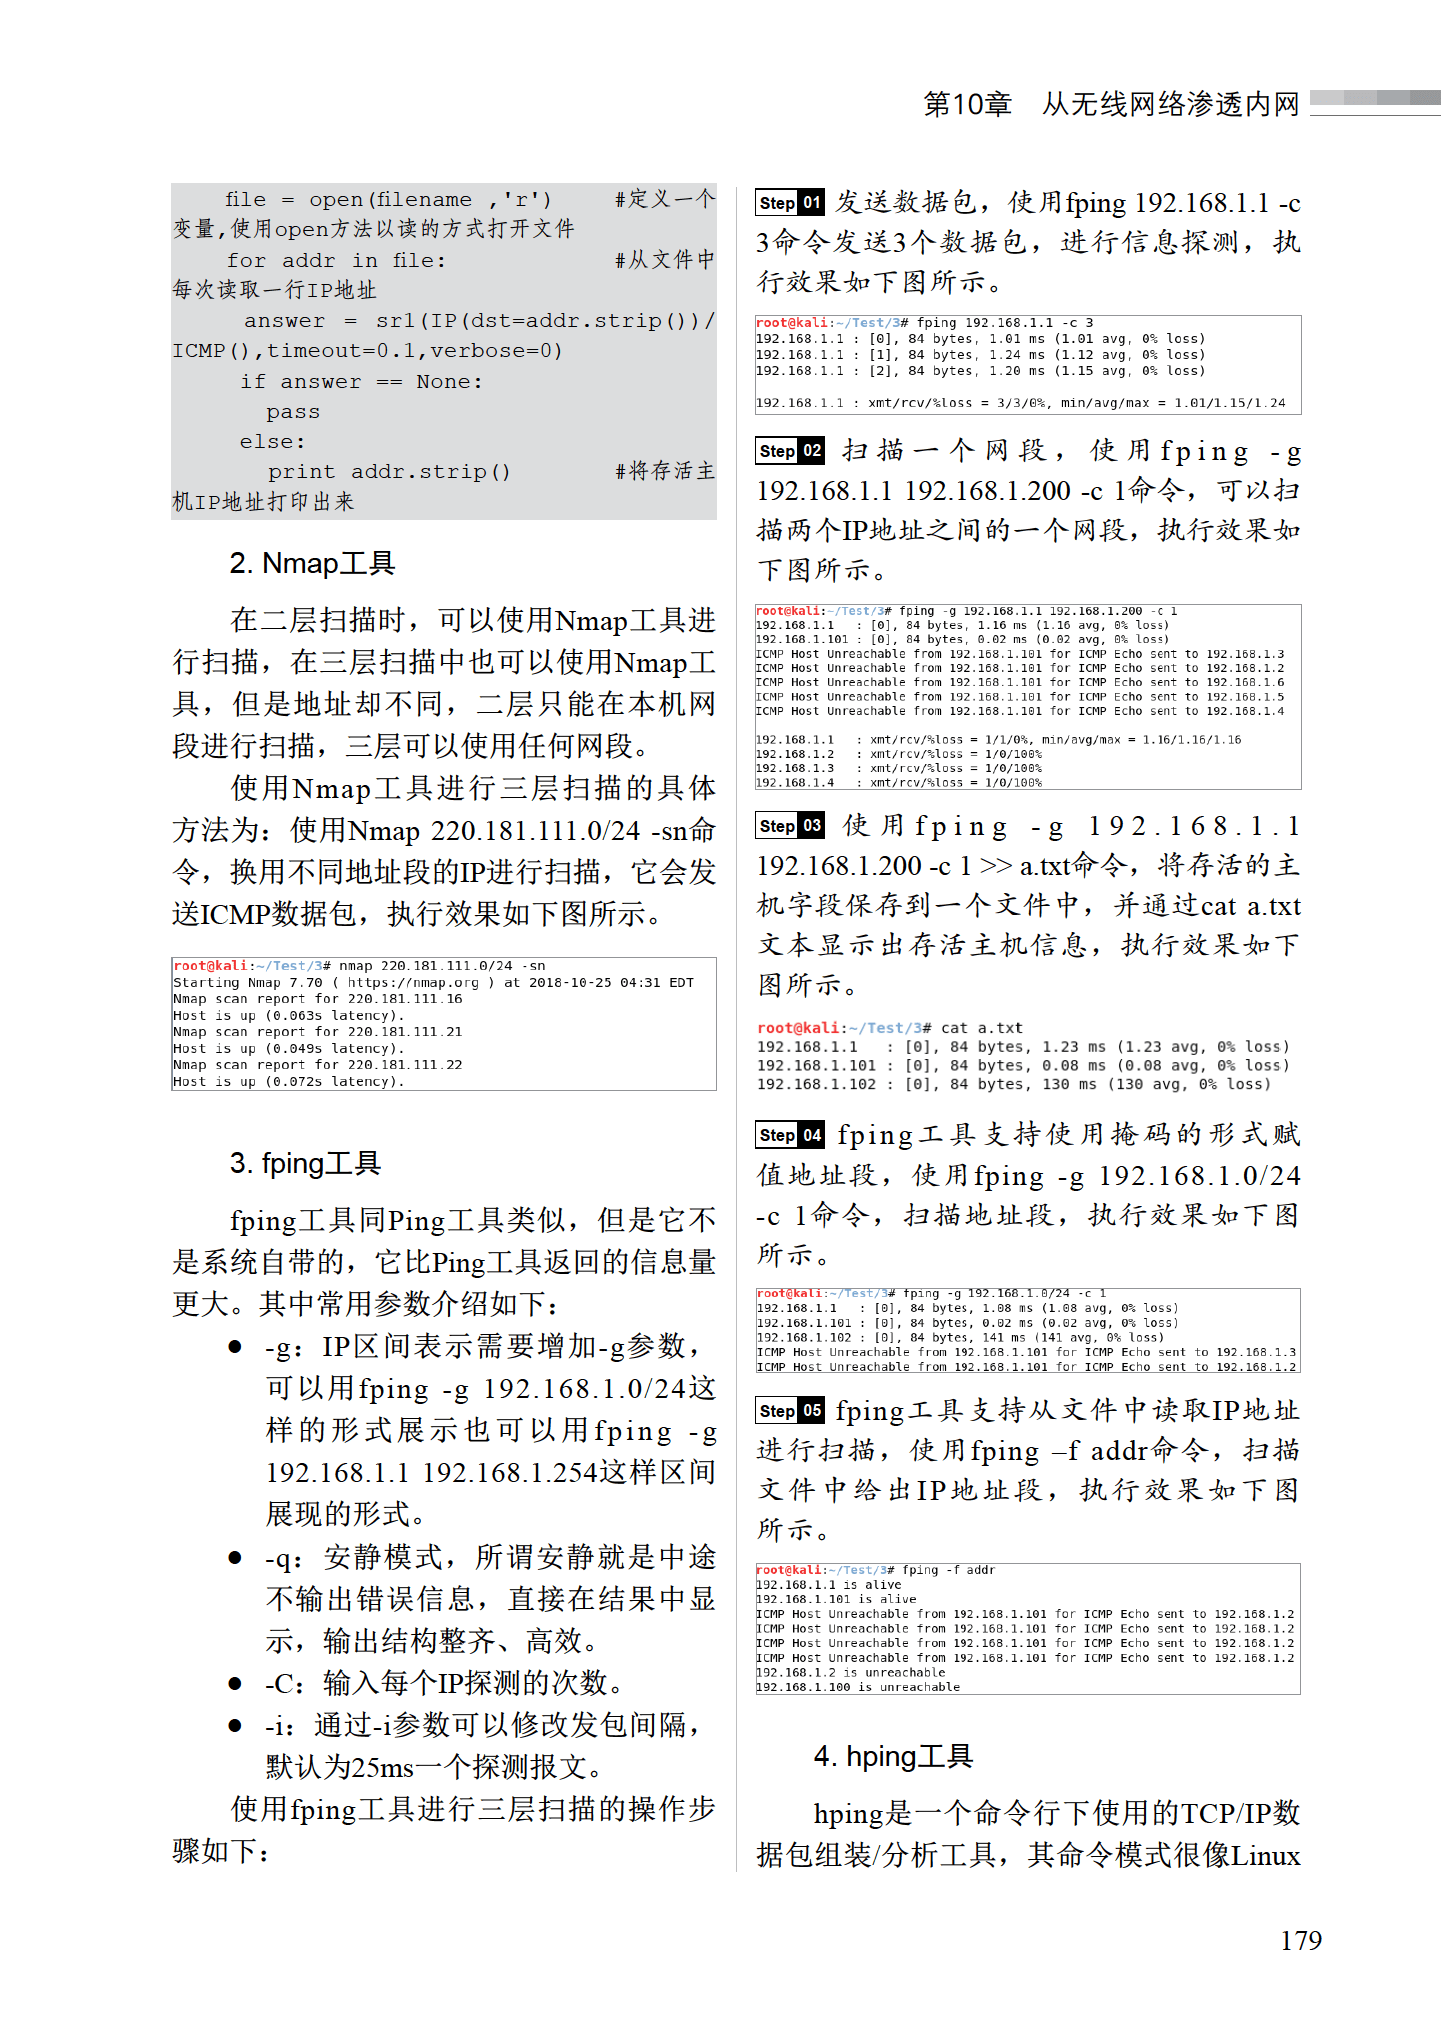 第10章 从无线网络渗透内网
file = open(filename ,'r') #定义一个
变量,使用open方法以读的方式打开文件
for addr in file: #从文件中
每次读取一行IP地址
answer = sr1(IP(dst=addr.strip())/
ICMP(),timeout=0.1,verbose=0)
if answer == None:
pass
else:
print addr.strip() #将存活主
机IP地址打印出来
2. Nmap工具
在二层扫描时，可以使用Nmap工具进
行扫描，在三层扫描中也可以使用Nmap工
具，但是地址却不同，二层只能在本机网
段进行扫描，三层可以使用任何网段。
使用Nmap工具进行三层扫描的具体
方法为：使用Nmap 220.181.111.0/24 -sn命
令，换用不同地址段的IP进行扫描，它会发
送ICMP数据包，执行效果如下图所示。
root@kali:~/Test/3# nmap 220.181.111.0/24 -sn
Starting Nmap 7.70 ( https://nmap.org ) at 2018-10-25 04:31 EDT
Nmap scan report for 220.181.111.16
Host is up (0.063s latency).
Nmap scan report for 220.181.111.21
Host is up (0.049s latency).
Nmap scan report for 220.181.111.22
Host is up (0.072s latency).
3. fping工具
fping工具同Ping工具类似，但是它不
是系统自带的，它比Ping工具返回的信息量
更大。其中常用参数介绍如下：
● -g：IP区间表示需要增加-g参数，
可以用fping -g 192.168.1.0/24这
样的形式展示也可以用fping -g
192.168.1.1 192.168.1.254这样区间
展现的形式。
● -q：安静模式，所谓安静就是中途
不输出错误信息，直接在结果中显
示，输出结构整齐、高效。
● -C：输入每个IP探测的次数。
● -i：通过-i参数可以修改发包间隔，
默认为25ms一个探测报文。
使用fping工具进行三层扫描的操作步
骤如下：
Step 01 发送数据包，使用fping 192.168.1.1 -c
3命令发送3个数据包，进行信息探测，执
行效果如下图所示。
root@kali:~/Test/3# fping 192.168.1.1 -c 3
192.168.1.1 : [0], 84 bytes, 1.01 ms (1.01 avg, 0% loss)
192.168.1.1 : [1], 84 bytes, 1.24 ms (1.12 avg, 0% loss)
192.168.1.1 : [2], 84 bytes, 1.20 ms (1.15 avg, 0% loss)
192.168.1.1 : xmt/rcv/%loss = 3/3/0%, min/avg/max = 1.01/1.15/1.24
Step 02 扫描一个网段，使用fping -g
192.168.1.1 192.168.1.200 -c 1命令，可以扫
描两个IP地址之间的一个网段，执行效果如
下图所示。
root@kali:~/Test/3# fping -g 192.168.1.1 192.168.1.200 -c 1
192.168.1.1 : [0], 84 bytes, 1.16 ms (1.16 avg, 0% loss)
192.168.1.101 : [0], 84 bytes, 0.02 ms (0.02 avg, 0% loss)
ICMP Host Unreachable from 192.168.1.101 for ICMP Echo sent to 192.168.1.3
ICMP Host Unreachable from 192.168.1.101 for ICMP Echo sent to 192.168.1.2
ICMP Host Unreachable from 192.168.1.101 for ICMP Echo sent to 192.168.1.6
ICMP Host Unreachable from 192.168.1.101 for ICMP Echo sent to 192.168.1.5
ICMP Host Unreachable from 192.168.1.101 for ICMP Echo sent to 192.168.1.4
192.168.1.1 : xmt/rcv/%loss = 1/1/0%, min/avg/max = 1.16/1.16/1.16
192.168.1.2 : xmt/rcv/%loss = 1/0/100%
192.168.1.3 : xmt/rcv/%loss = 1/0/100%
192.168.1.4 : xmt/rcv/%loss = 1/0/100%
Step 03 使用fping -g 192.168.1.1
192.168.1.200 -c 1 >> a.txt命令，将存活的主
机字段保存到一个文件中，并通过cat a.txt
文本显示出存活主机信息，执行效果如下
图所示。
root@kali:~/Test/3# cat a.txt
192.168.1.1 : [0], 84 bytes, 1.23 ms (1.23 avg, 0% loss)
192.168.1.101 : [0], 84 bytes, 0.08 ms (0.08 avg, 0% loss)
192.168.1.102 : [0], 84 bytes, 130 ms (130 avg, 0% loss)
Step 04 fping工具支持使用掩码的形式赋
值地址段，使用fping -g 192.168.1.0/24
-c 1命令，扫描地址段，执行效果如下图
所示。
root@kali:~/Test/3# fping -g 192.168.1.0/24 -c 1
192.168.1.1 : [0], 84 bytes, 1.08 ms (1.08 avg, 0% loss)
192.168.1.101 : [0], 84 bytes, 0.02 ms (0.02 avg, 0% loss)
192.168.1.102 : [0], 84 bytes, 141 ms (141 avg, 0% loss)
ICMP Host Unreachable from 192.168.1.101 for ICMP Echo sent to 192.168.1.3
ICMP Host Unreachable from 192.168.1.101 for ICMP Echo sent to 192.168.1.2
Step 05 fping工具支持从文件中读取IP地址
进行扫描，使用fping –f addr命令，扫描
文件中给出IP地址段，执行效果如下图
所示。
root@kali:~/Test/3# fping -f addr
192.168.1.1 is alive
192.168.1.101 is alive
ICMP Host Unreachable from 192.168.1.101 for ICMP Echo sent to 192.168.1.2
ICMP Host Unreachable from 192.168.1.101 for ICMP Echo sent to 192.168.1.2
ICMP Host Unreachable from 192.168.1.101 for ICMP Echo sent to 192.168.1.2
ICMP Host Unreachable from 192.168.1.101 for ICMP Echo sent to 192.168.1.2
192.168.1.2 is unreachable
192.168.1.100 is unreachable
4. hping工具
hping是一个命令行下使用的TCP/IP数
据包组装/分析工具，其命令模式很像Linux
179